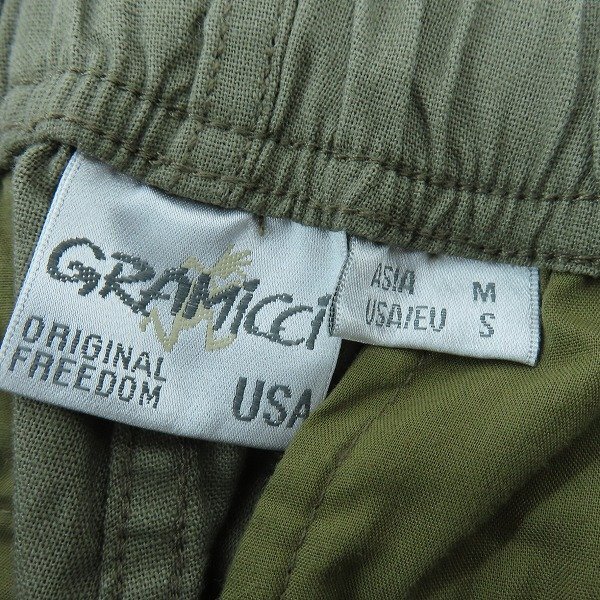 GRAMICCI
ORIGINAL
FREEDOM
USA
ASIA M
USA/EU S